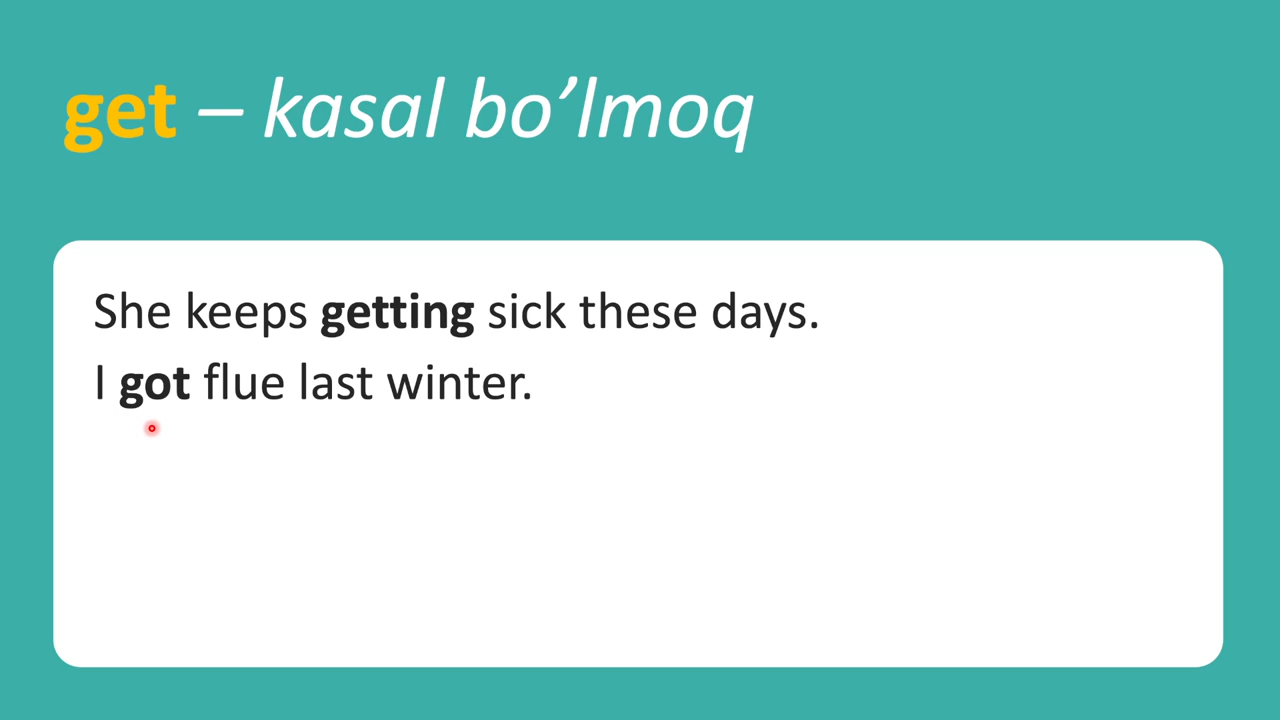 get – kasal bo’lmoq
She keeps getting sick these days.
I got flue last winter.